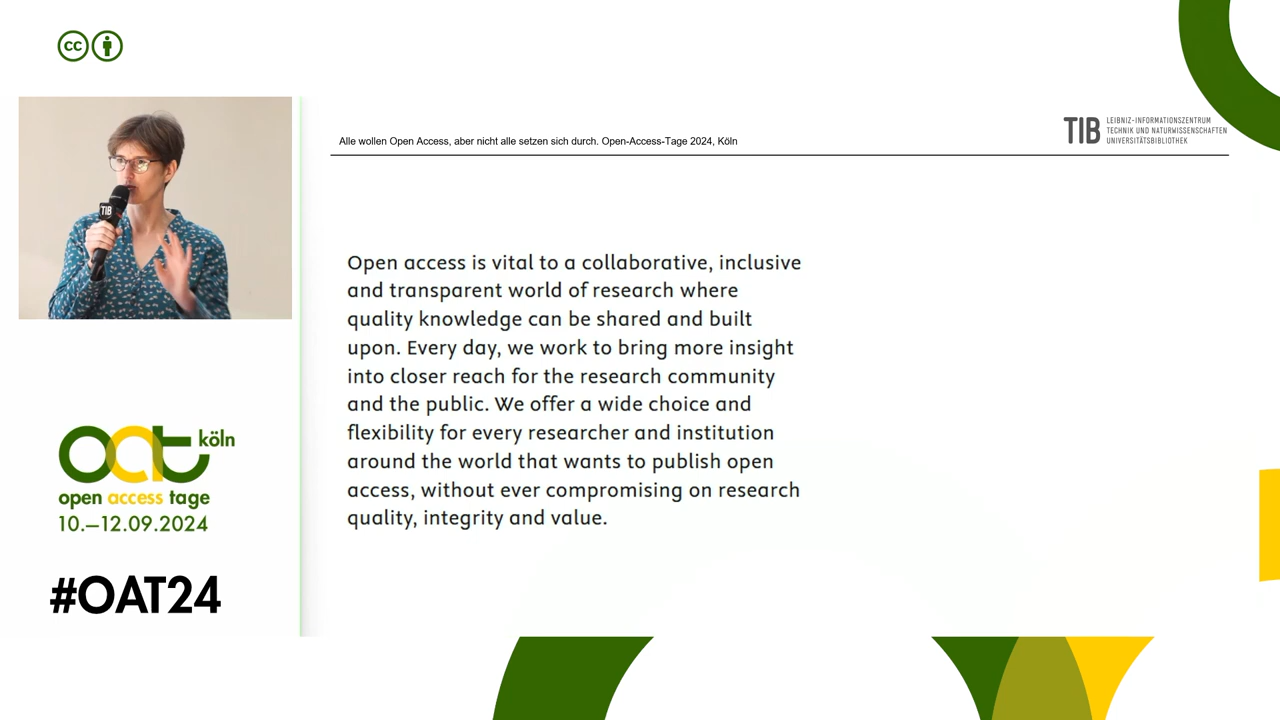 cc
Alle wollen Open Access, aber nicht alle setzen sich durch. Open-Access-Tage 2024, Köln
TIB
LEIBNIZ-INFORMATIONSZENTRUM
TECHNIK UND NATURWISSENSCHAFTEN
UNIVERSITÄTSBIBLIOTHEK
TIB
Open access is vital to a collaborative, inclusive
and transparent world of research where
quality knowledge can be shared and built
upon. Every day, we work to bring more insight
into closer reach for the research community
and the public. We offer a wide choice and
flexibility for every researcher and institution
around the world that wants to publish open
access, without ever compromising on research
quality, integrity and value.
oat köln
open access tage
10.–12.09.2024
#OAT24